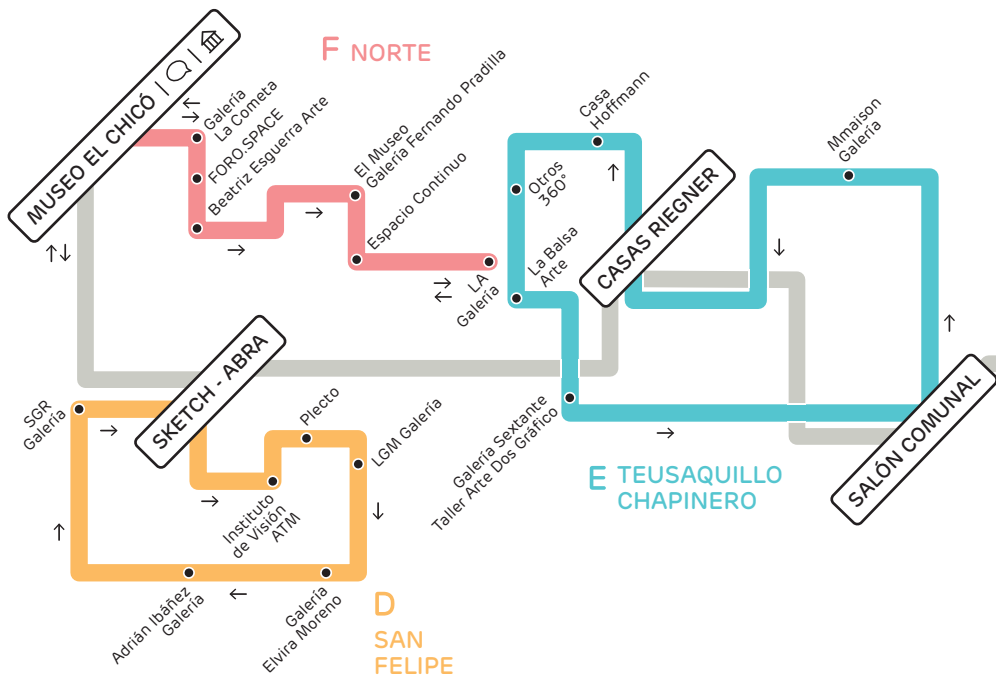 F NORTE
MUSEO EL CHICÓ
Galería
La Cometa
FORO.SPACE
Beatriz Esguerra Arte
El Museo
Galería Fernando Pradilla
Espacio Continuo
LA
Galería
Casa
Hoffmann
Otros
360°
La Balsa
Arte
CASAS RIEGNER
Mmaison
Galería
Galería Sextante
Taller Arte Dos Gráfico
SALÓN COMUNAL
E TEUSAQUILLO
CHAPINERO
SKETCH - ABRA
SGR
Galería
Plecto
LGM Galería
Instituto
de Visión
ATM
Adrián Ibáñez
Galería
Galería
Elvira Moreno
D
SAN
FELIPE